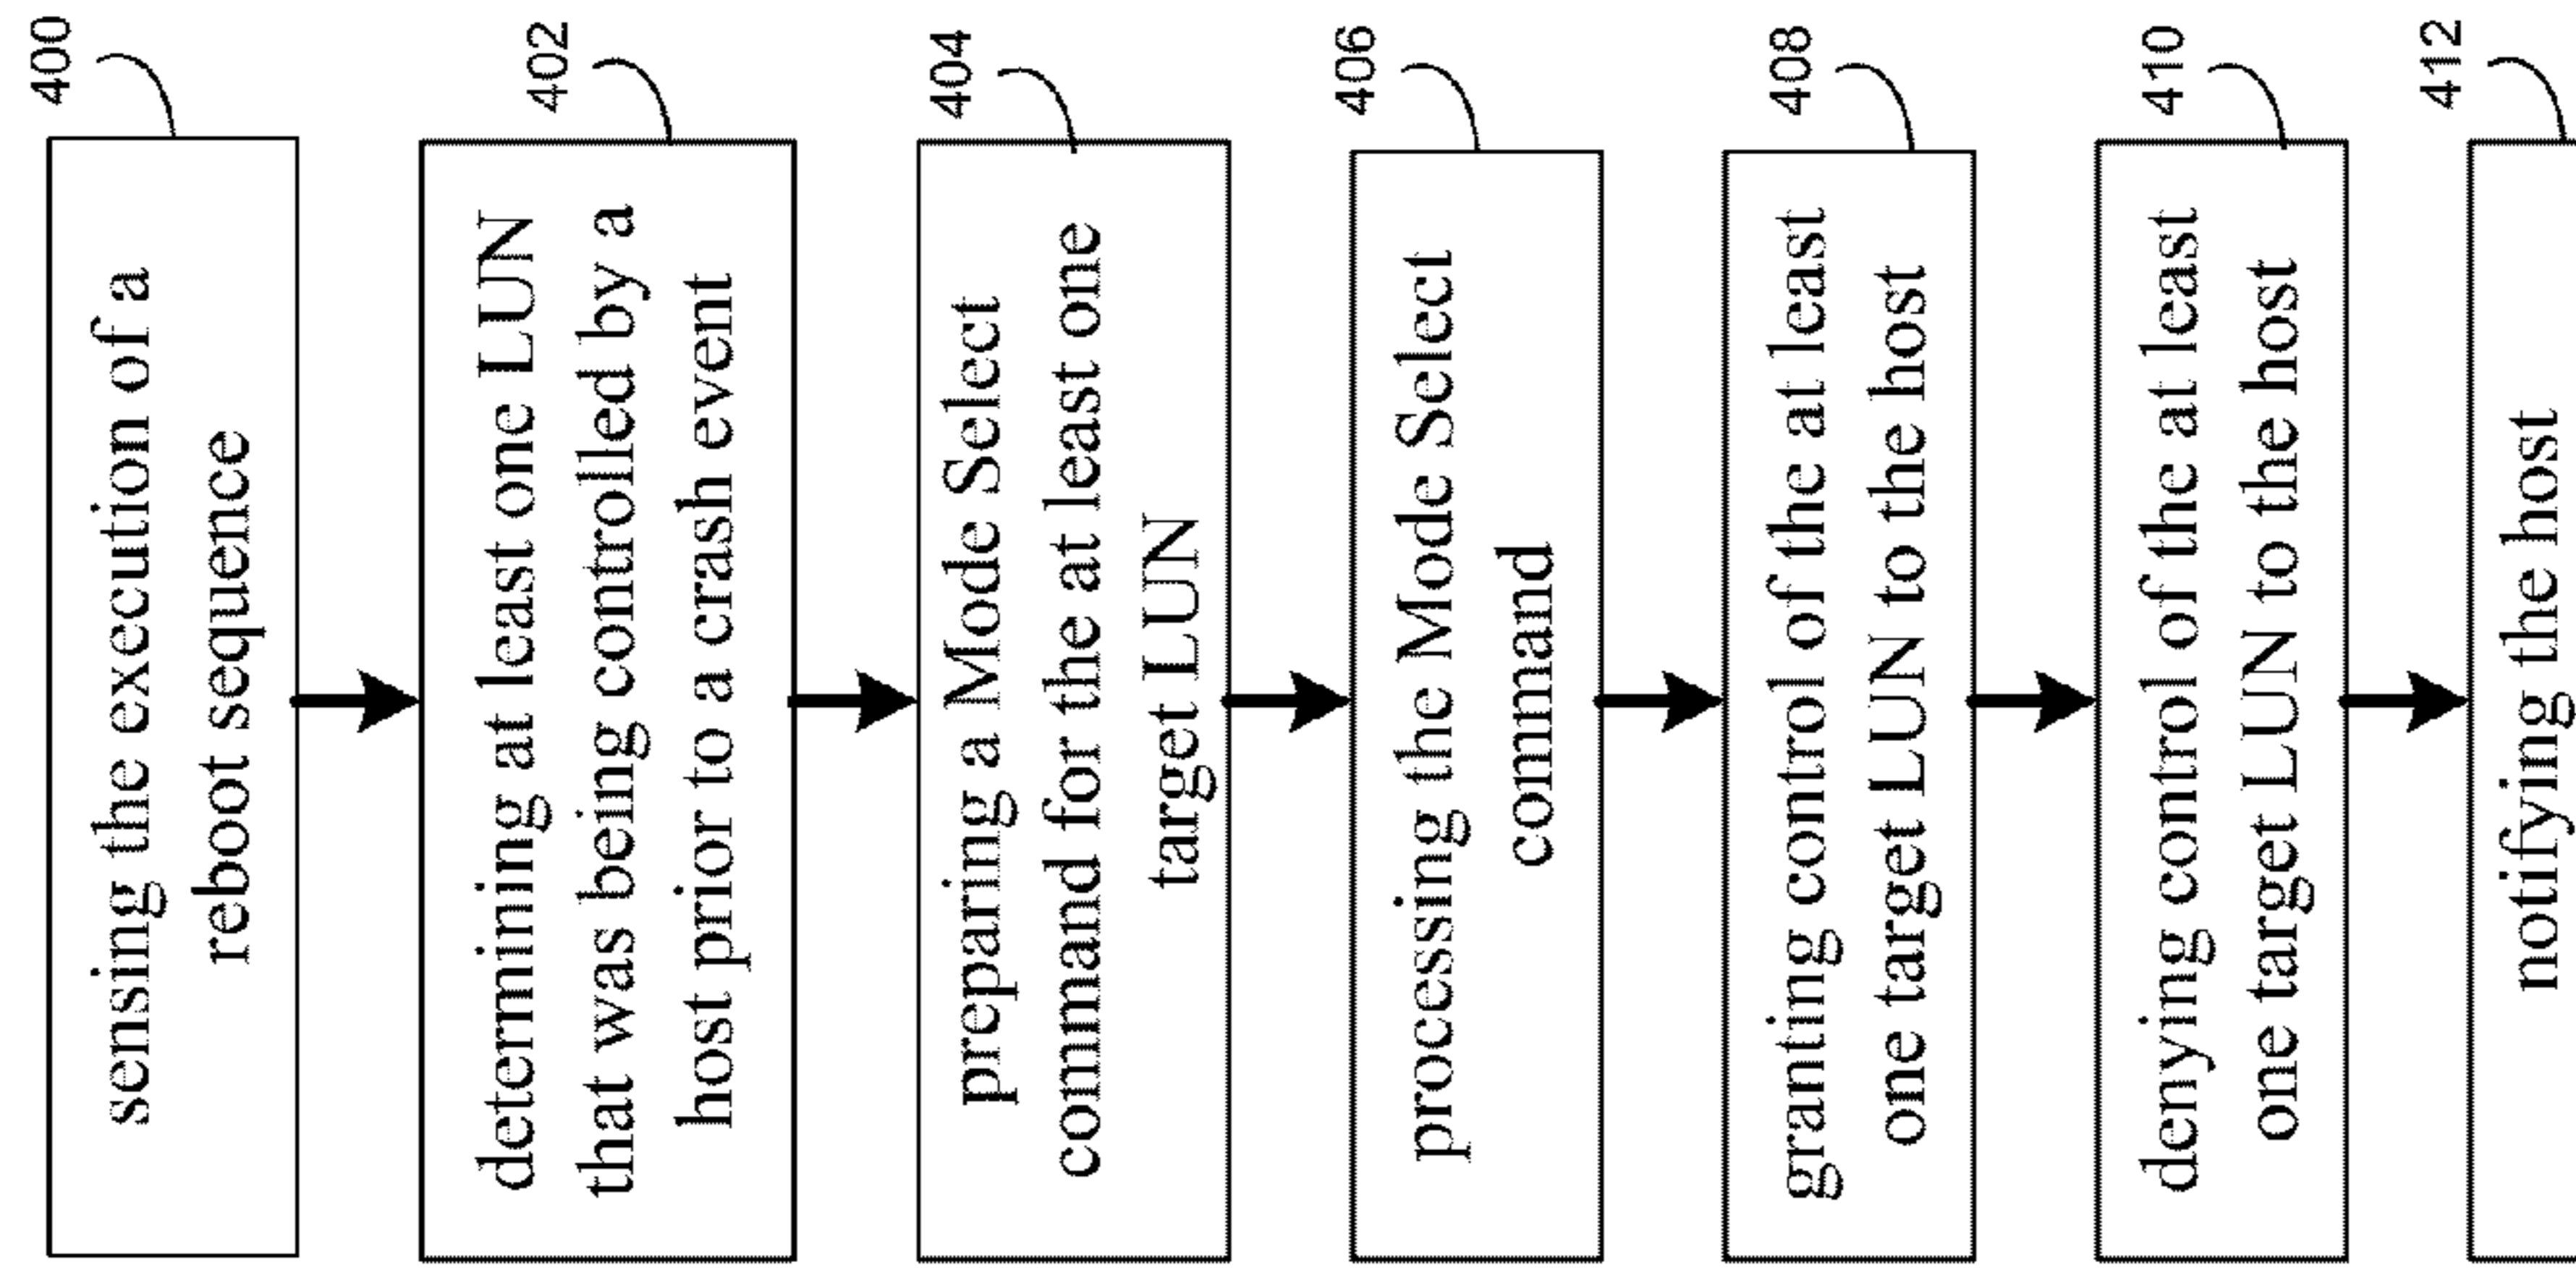 400
sensing the execution of a
reboot sequence
402
determining at least one LUN
that was being controlled by a
host prior to a crash event
404
preparing a Mode Select
command for the at least one
target LUN
406
processing the Mode Select
command
408
granting control of the at least
one target LUN to the host
410
denying control of the at least
one target LUN to the host
412
notifying the host